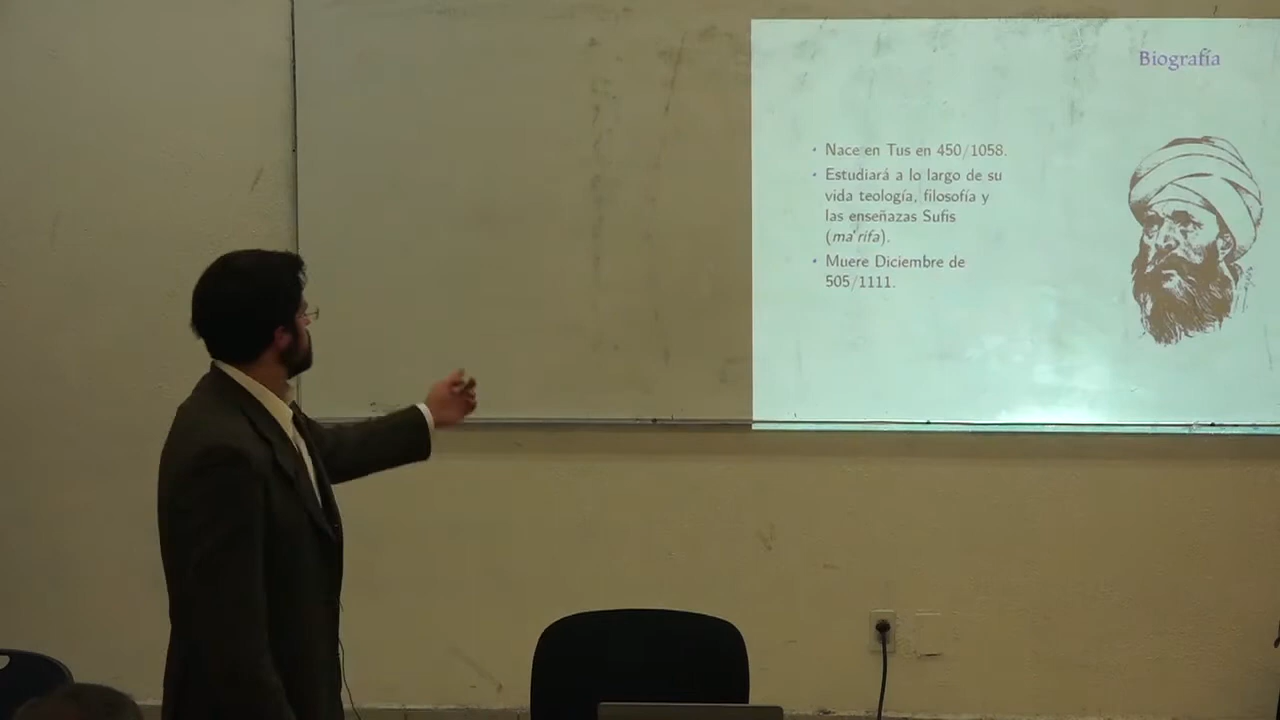 Biografía
• Nace en Tus en 450/1058.
• Estudiará a lo largo de su
vida teología, filosofía y
las enseñazas Sufis
(ma'rifa).
• Muere Diciembre de
505/1111.